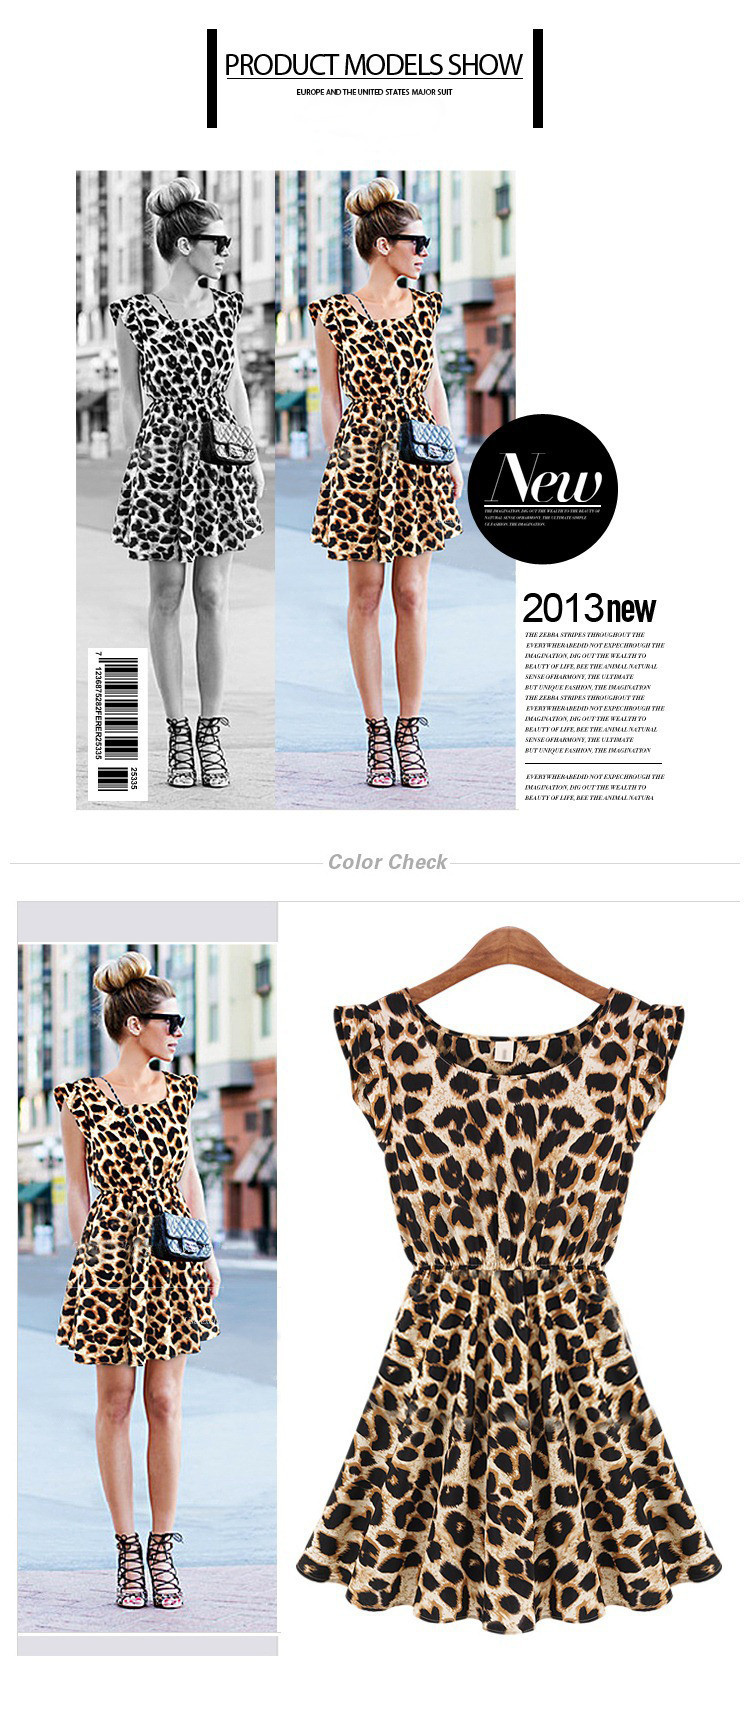 PRODUCT MODELS SHOW
EUROPE AND THE UNITED STATES MAJOR SUIT
New
THE IMAGINATION, DIG OUT THE WEALTH TO THE BEAUTY OF
NATURAL SENSE OFHARMONY, THE ULTIMATE SIMPLE
UE FASHION, THE IMAGINATION
2013new
THE ZEBRA STRIPES THROUGHOUT THE
EVERYWHERABEDID NOT EXPECHROUGH THE
IMAGINATION, DIG OUT THE WEALTH TO
BEAUTY OF LIFE, BEE THE ANIMAL NATURAL
SENSE OFHARMONY, THE ULTIMATE
BUT UNIQUE FASHION, THE IMAGINATION
THE ZEBRA STRIPES THROUGHOUT THE
EVERYWHERABEDID NOT EXPECHROUGH THE
IMAGINATION, DIG OUT THE WEALTH TO
BEAUTY OF LIFE, BEE THE ANIMAL NATURAL
SENSE OFHARMONY, THE ULTIMATE
BUT UNIQUE FASHION, THE IMAGINATION
EVERYWHERABEDID NOT EXPECHROUGH THE
IMAGINATION, DIG OUT THE WEALTH TO
BEAUTY OF LIFE, BEE THE ANIMAL NATURA
7
1236875282FERER25335
25335
Color Check